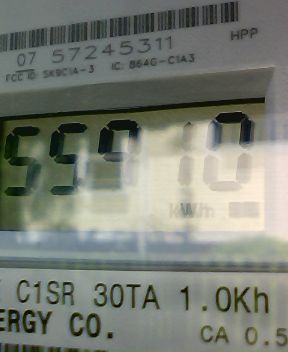 HPP
07 57245311
FCC ID: SK9C1A-3 IC: 864G-C1A3
55910
kWh
C1SR 30TA 1.0Kh
ERGY CO.
CA 0.5